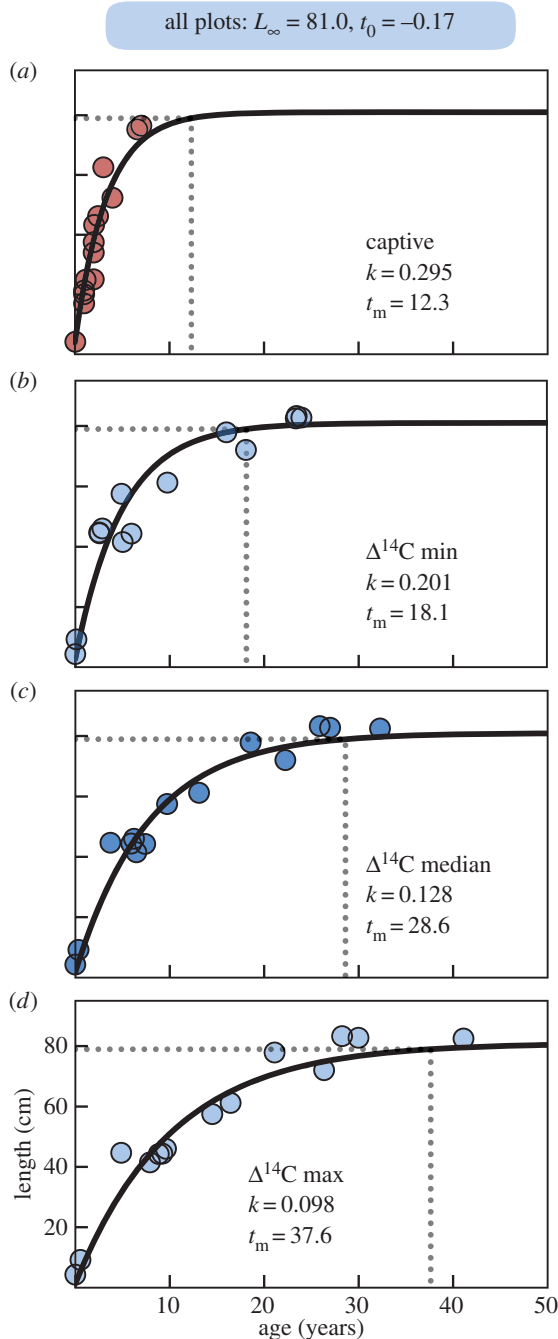 all plots: L∞ = 81.0, t0 = –0.17
(a)
captive
k = 0.295
tm = 12.3
(b)
Δ14C min
k = 0.201
tm = 18.1
(c)
Δ14C median
k = 0.128
tm = 28.6
(d)
80
60
40
20
length (cm)
Δ14C max
k = 0.098
tm = 37.6
10 20 30 40 50
age (years)